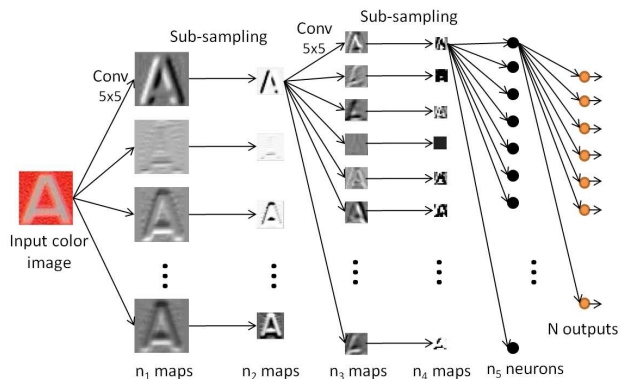 Sub-sampling
Conv
5x5
Sub-sampling
Conv
5x5
A
Input color
image
n₁ maps
n₂ maps
n₃ maps
n₄ maps
n₅ neurons
N outputs